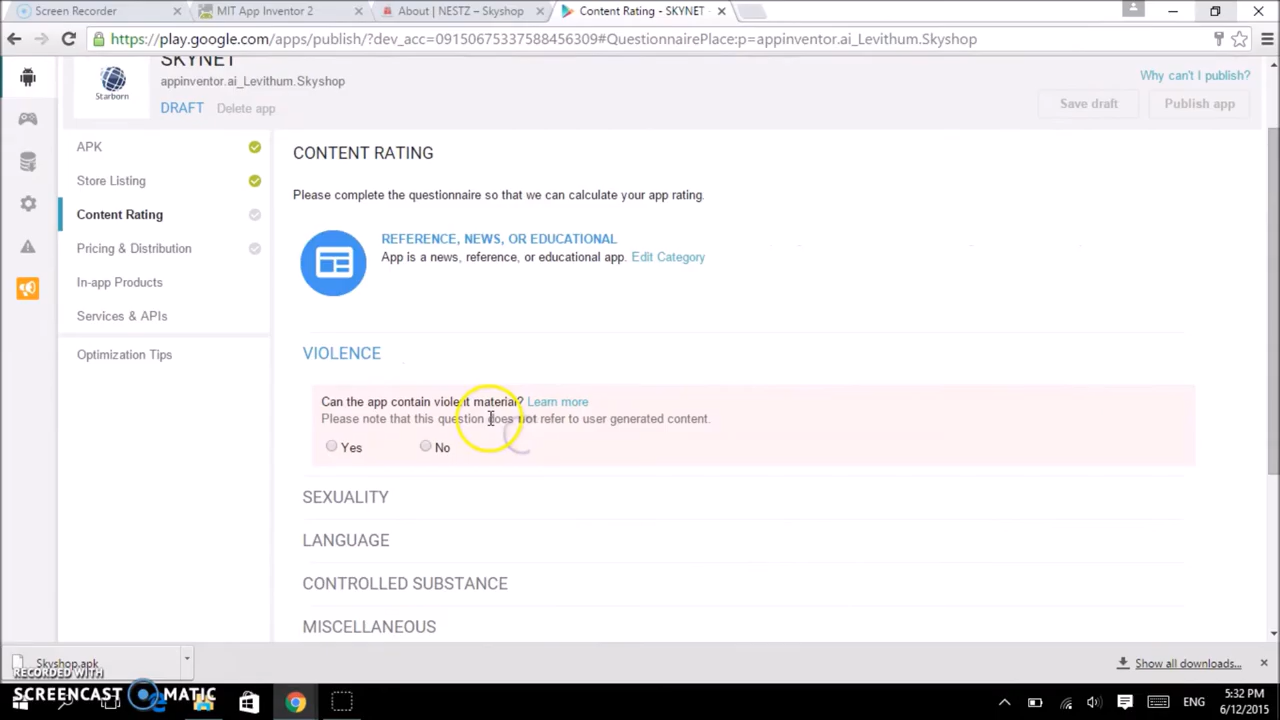 Screen Recorder
MIT App Inventor 2
About | NESTZ – Skyshop
Content Rating - SKYNET -
https://play.google.com/apps/publish/?dev_acc=09150675337588456309#QuestionnairePlace:p=appinventor.ai_Levithum.Skyshop
SKYNET
Starborn
appinventor.ai_Levithum.Skyshop
Why can't I publish?
DRAFT Delete app
Save draft
Publish app
APK
Store Listing
Content Rating
Pricing & Distribution
In-app Products
Services & APIs
Optimization Tips
CONTENT RATING
Please complete the questionnaire so that we can calculate your app rating.
REFERENCE, NEWS, OR EDUCATIONAL
App is a news, reference, or educational app. Edit Category
VIOLENCE
Can the app contain violent material? Learn more
Please note that this question does not refer to user generated content.
Yes No
SEXUALITY
LANGUAGE
CONTROLLED SUBSTANCE
MISCELLANEOUS
Skyshop.apk
Show all downloads...
RECORDED WITH
SCREENCAST MATIC
ENG
5:32 PM
6/12/2015